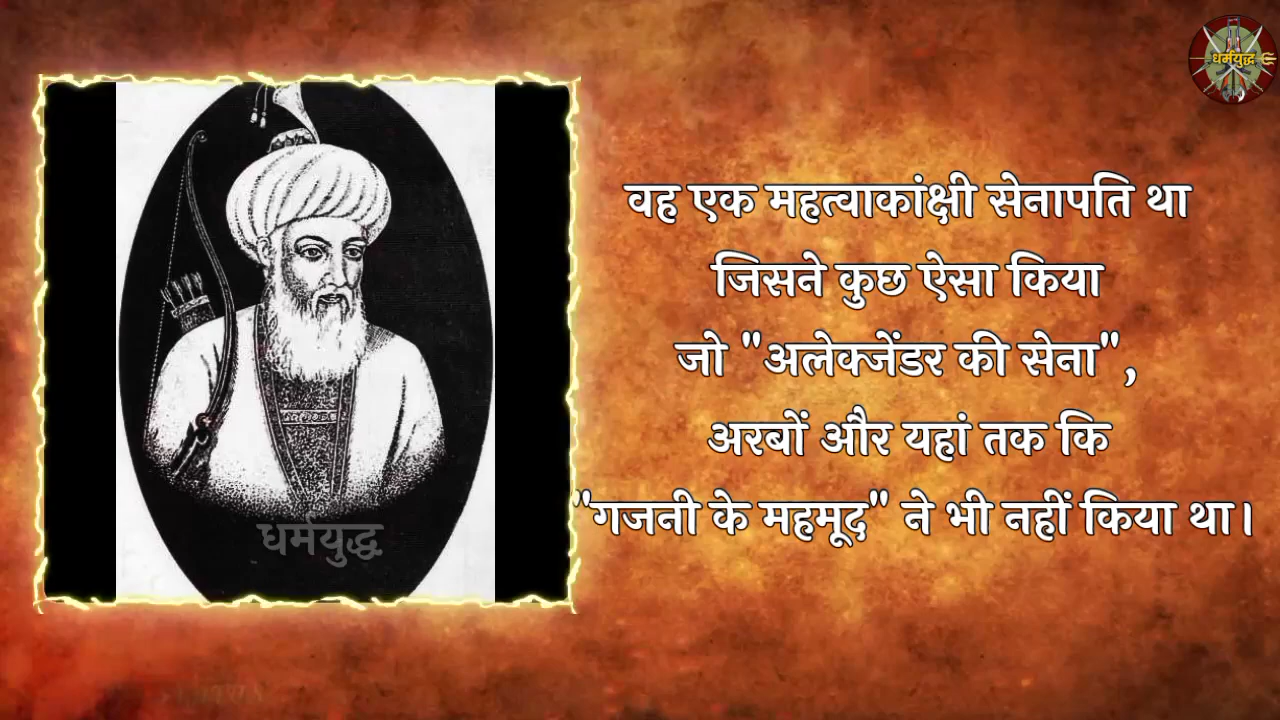 धर्मयुद्ध
वह एक महत्वाकांक्षी सेनापति था
जिसने कुछ ऐसा किया
जो "अलेक्जेंडर की सेना",
अरबों और यहां तक कि
"गजनी के महमूद" ने भी नहीं किया था।
धर्मयुद्ध